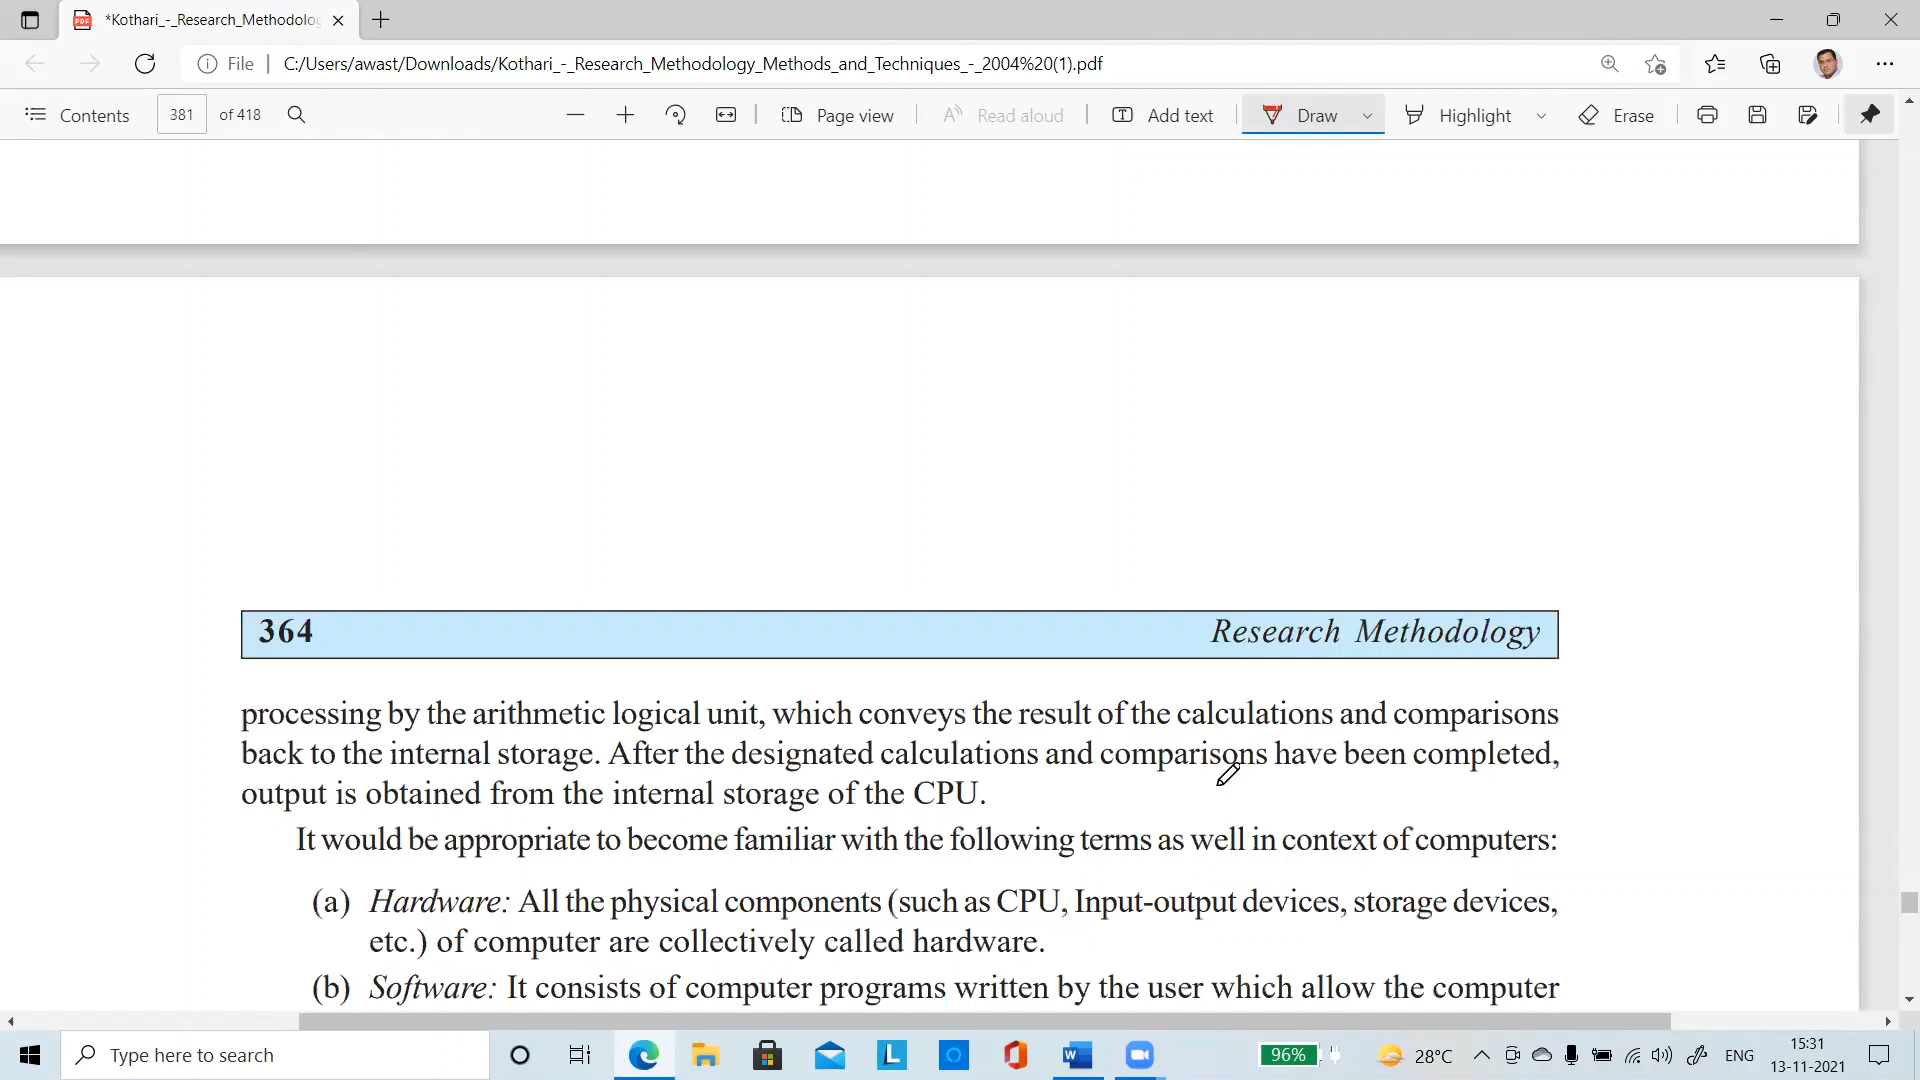 *Kothari_-_Research_Methodolog
File
C:/Users/awast/Downloads/Kothari_-_Research_Methodology_Methods_and_Techniques_-_2004%20(1).pdf
Contents
381
of 418
Page view
Read aloud
Add text
Draw
Highlight
Erase
364
Research Methodology
processing by the arithmetic logical unit, which conveys the result of the calculations and comparisons
back to the internal storage. After the designated calculations and comparisons have been completed,
output is obtained from the internal storage of the CPU.
It would be appropriate to become familiar with the following terms as well in context of computers:
(a) Hardware: All the physical components (such as CPU, Input-output devices, storage devices,
etc.) of computer are collectively called hardware.
(b) Software: It consists of computer programs written by the user which allow the computer
Type here to search
96%
28°C
ENG
15:31
13-11-2021